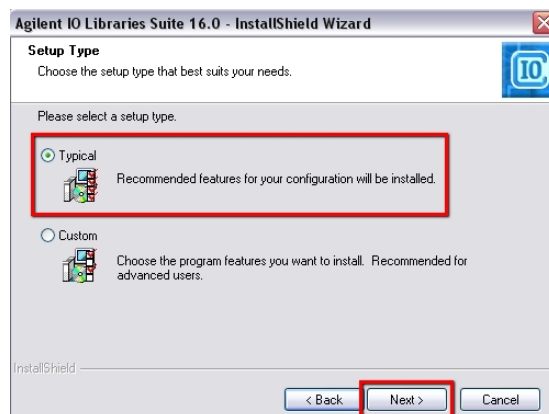 Agilent IO Libraries Suite 16.0 - InstallShield Wizard
Setup Type
Choose the setup type that best suits your needs.
IO
Please select a setup type.
Typical
Recommended features for your configuration will be installed.
Custom
Choose the program features you want to install. Recommended for
advanced users.
InstallShield
< Back Next > Cancel